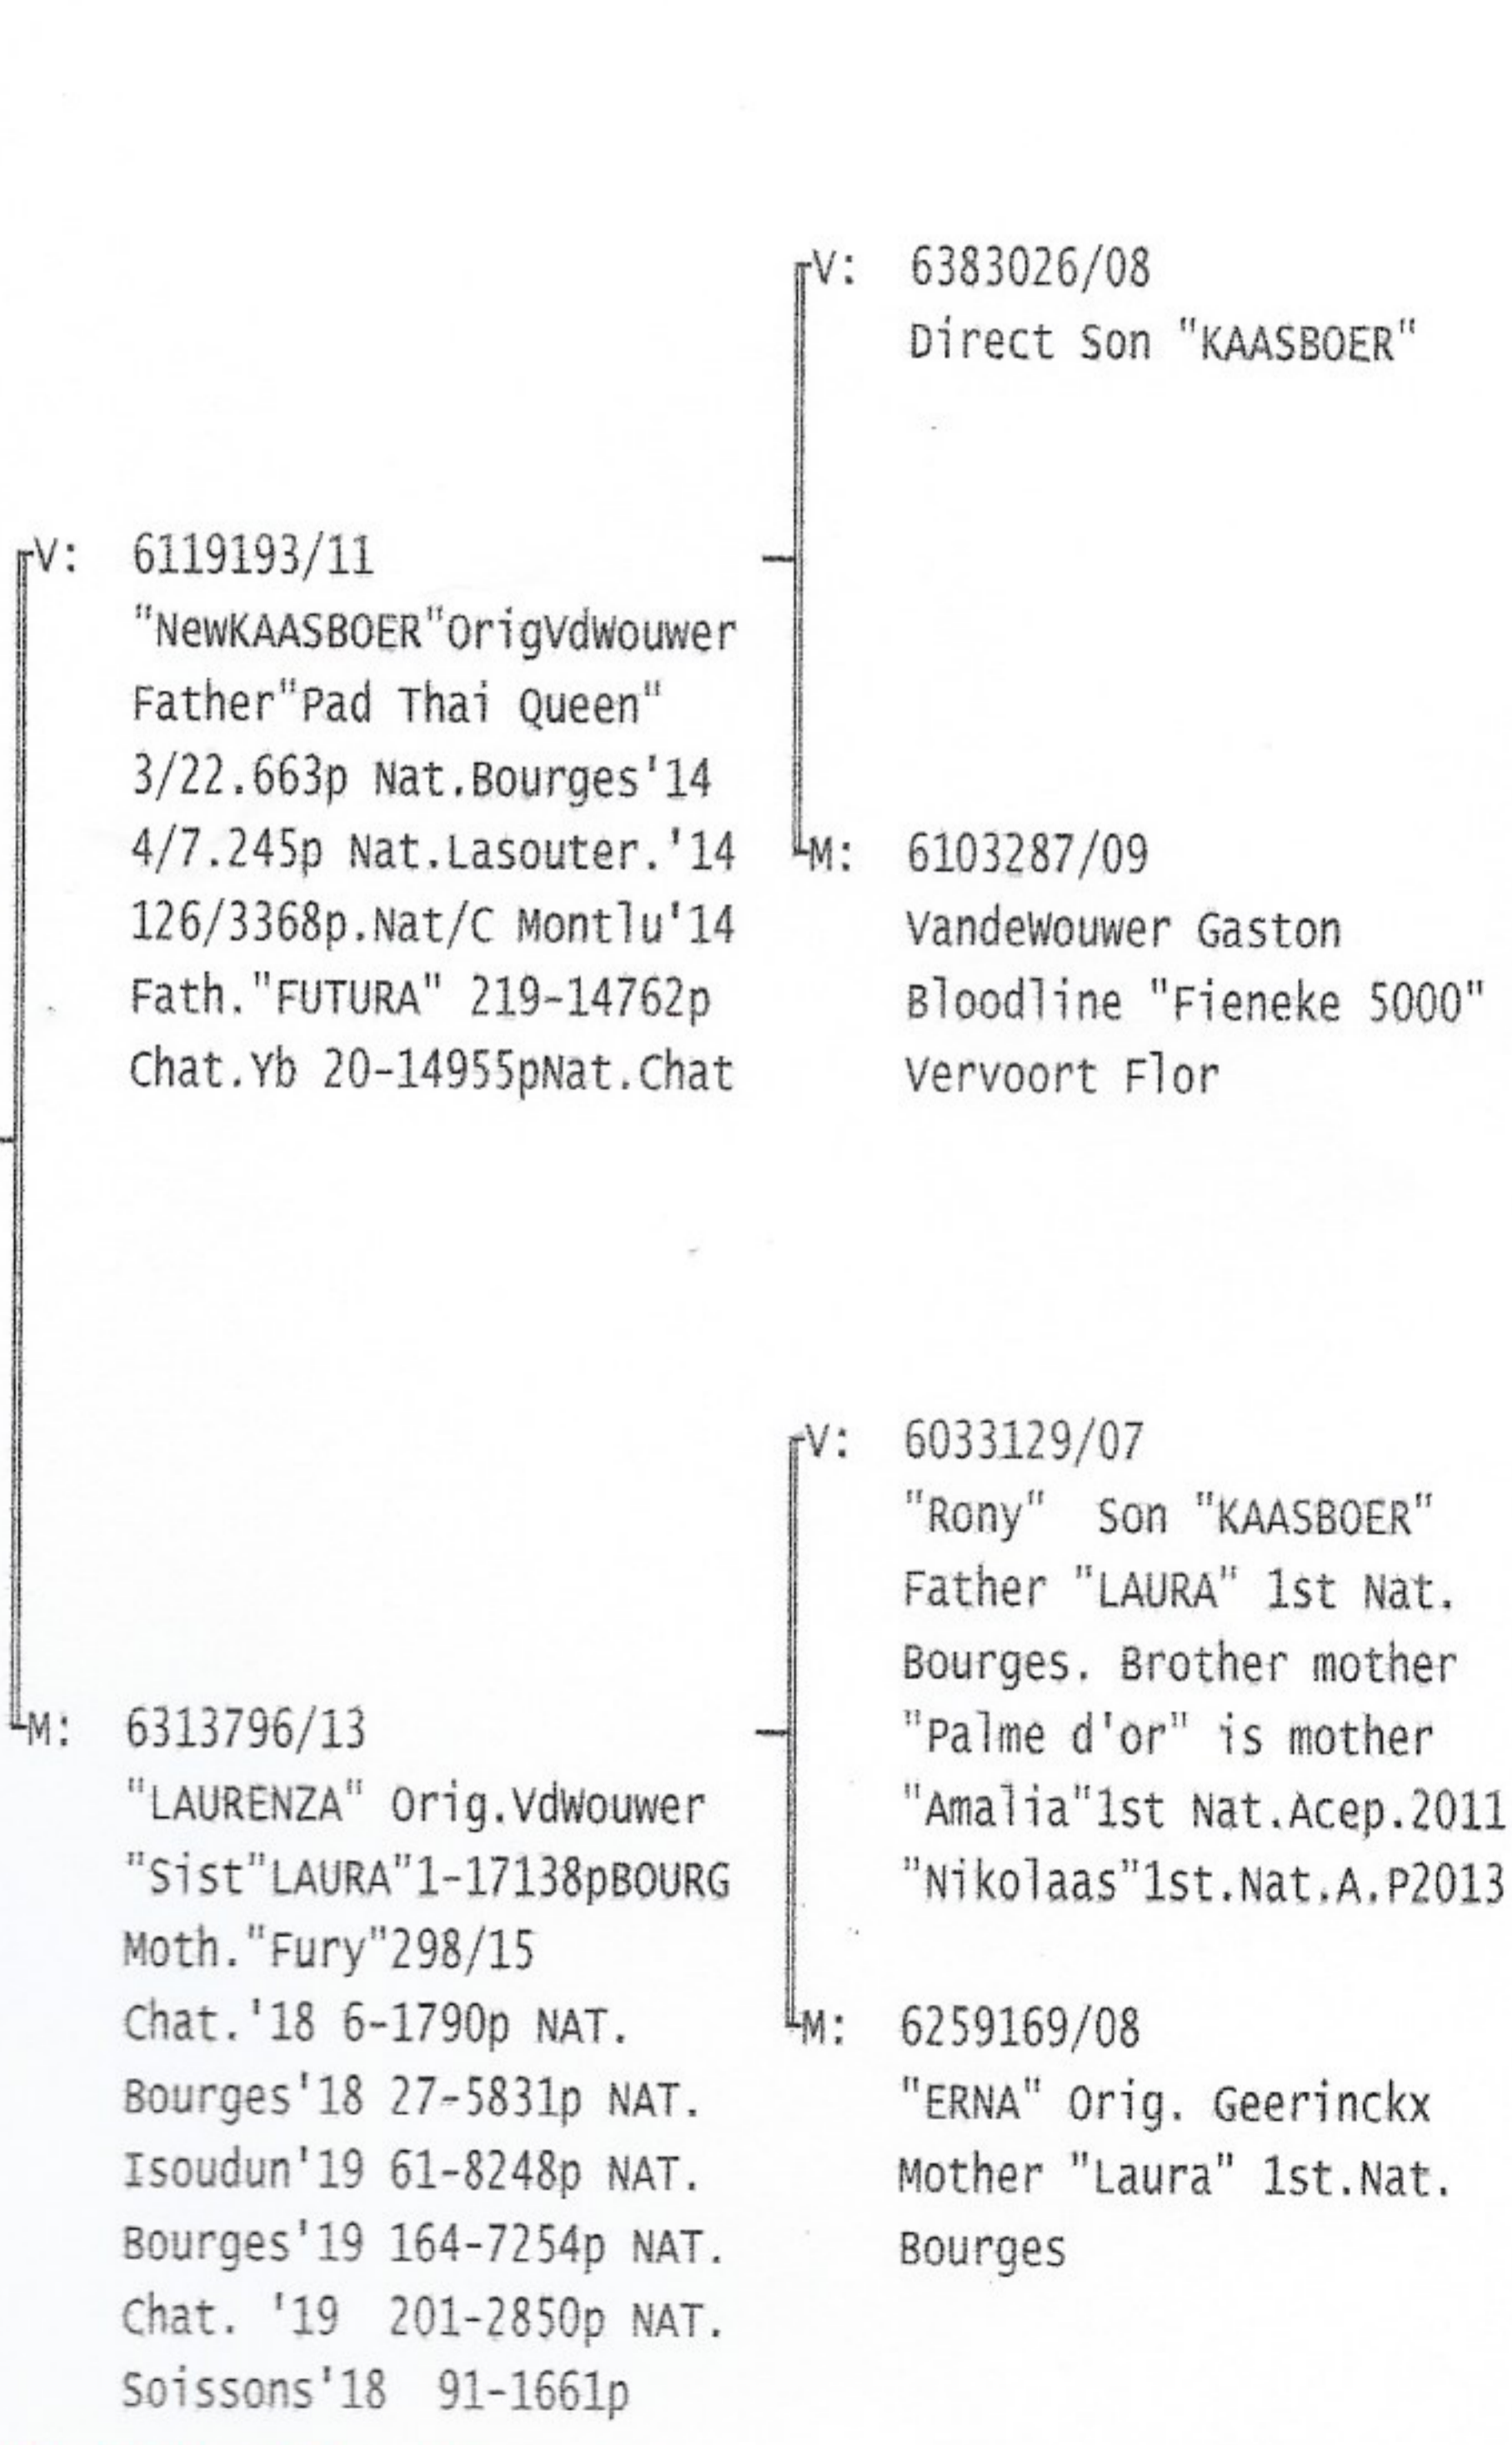 V: 6383026/08
Direct Son "KAASBOER"
V: 6119193/11
"NewKAASBOER"OrigVdWouwer
Father"Pad Thai Queen"
3/22.663p Nat.Bourges'14
4/7.245p Nat.Lasouter.'14
126/3368p.Nat/C Montlu'14
Fath."FUTURA" 219-14762p
Chat.Yb 20-14955pNat.Chat
M: 6103287/09
VandeWouwer Gaston
Bloodline "Fieneke 5000"
Vervoort Flor
V: 6033129/07
"Rony" Son "KAASBOER"
Father "LAURA" 1st Nat.
Bourges. Brother mother
"Palme d'or" is mother
"Amalia"1st Nat.Acep.2011
"Nikolaas"1st.Nat.A.P2013
M: 6313796/13
"LAURENZA" Orig.VdWouwer
"Sist"LAURA"1-17138pBOURG
Moth."Fury"298/15
Chat.'18 6-1790p NAT.
Bourges'18 27-5831p NAT.
Isoudun'19 61-8248p NAT.
Bourges'19 164-7254p NAT.
Chat. '19 201-2850p NAT.
Soissons'18 91-1661p
M: 6259169/08
"ERNA" Orig. Geerinckx
Mother "Laura" 1st.Nat.
Bourges